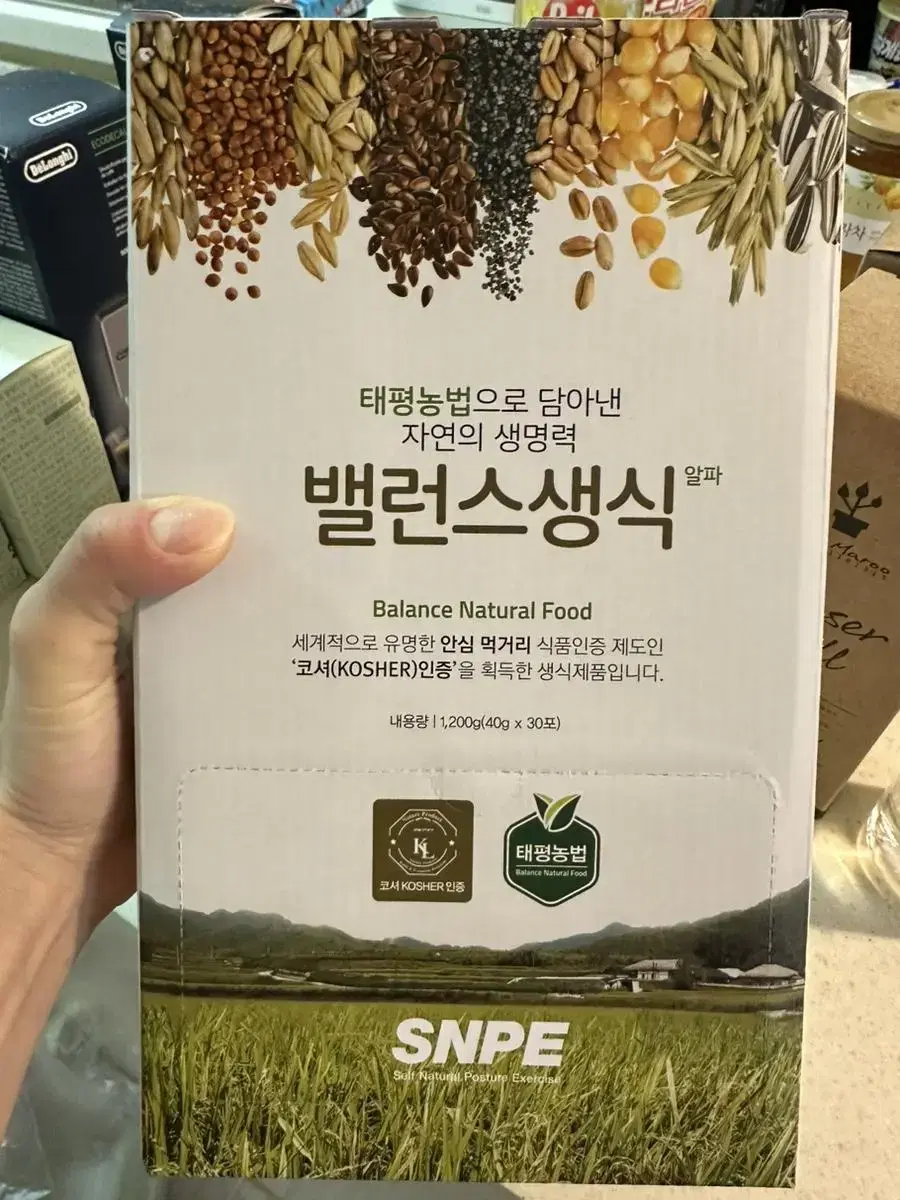 DeLonghi
DeLonghi
태평농법으로 담아낸
자연의 생명력
밸런스생식 알파
Balance Natural Food
세계적으로 유명한 안심 먹거리 식품인증 제도인
'코셔(KOSHER)인증'을 획득한 생식제품입니다.
내용량 | 1,200g(40g x 30포)
KL
코셔 KOSHER 인증
태평농법
Balance Natural Food
SNPE
Self Natural Posture Exercise
Maroo